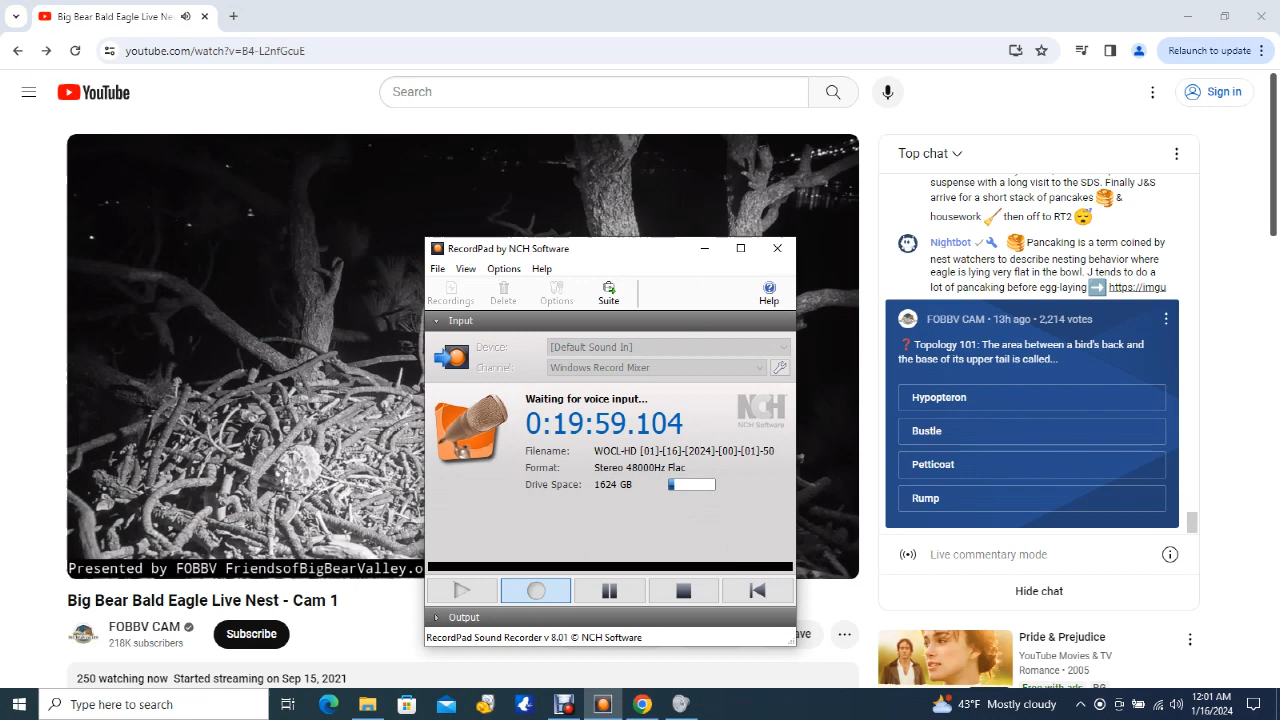 Big Bear Bald Eagle Live Ne
youtube.com/watch?v=B4-L2nfGcuE
Relaunch to update
YouTube
Search
Sign in
Top chat
suspense with a long visit to the SDS. Finally J&S
arrive for a short stack of pancakes &
housework then off to RT2
Nightbot Pancaking is a term coined by
nest watchers to describe nesting behavior where
eagle is lying very flat in the bowl. J tends to do a
lot of pancaking before egg-laying https://imgu
FOBBV CAM • 13h ago • 2,214 votes
Topology 101: The area between a bird's back and
the base of its upper tail is called...
Hypopteron
Bustle
Petticoat
Rump
Live commentary mode
Hide chat
RecordPad by NCH Software
File View Options Help
Recordings Delete Options Suite Help
Input
Device: [Default Sound In]
Channel: Windows Record Mixer
Waiting for voice input...
0:19:59.104
NCH
NCH Software
Filename: WOCL-HD [01]-[16]-[2024]-[00]-[01]-50
Format: Stereo 48000Hz Flac
Drive Space: 1624 GB
Output
RecordPad Sound Recorder v 8.01 © NCH Software
Presented by FOBBV FriendsofBigBearValley.o
Big Bear Bald Eagle Live Nest - Cam 1
FOBBV CAM
218K subscribers
Subscribe
ave
250 watching now Started streaming on Sep 15, 2021
Pride & Prejudice
YouTube Movies & TV
Romance • 2005
Free with ads PG
Type here to search
43°F Mostly cloudy
12:01 AM
1/16/2024